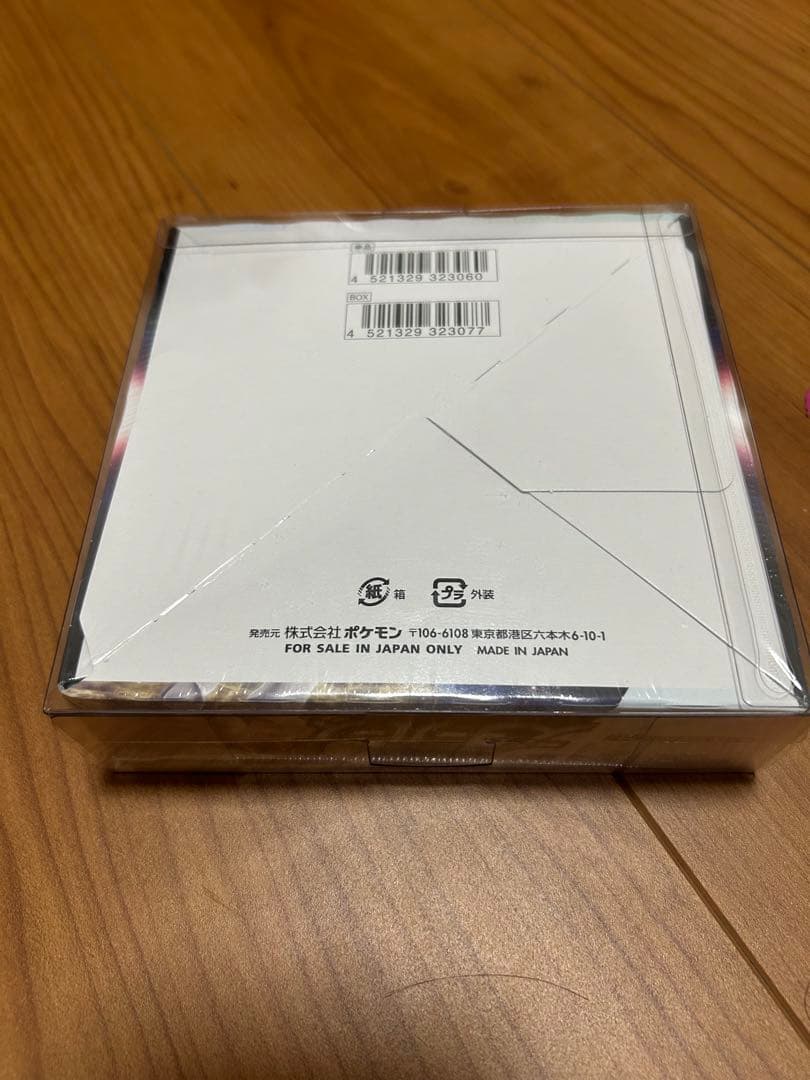 単品
4 521329 323060
BOX
4 521329 323077
紙 箱 プラ 外装
発売元 株式会社 ポケモン 〒106-6108 東京都港区六本木6-10-1
FOR SALE IN JAPAN ONLY MADE IN JAPAN